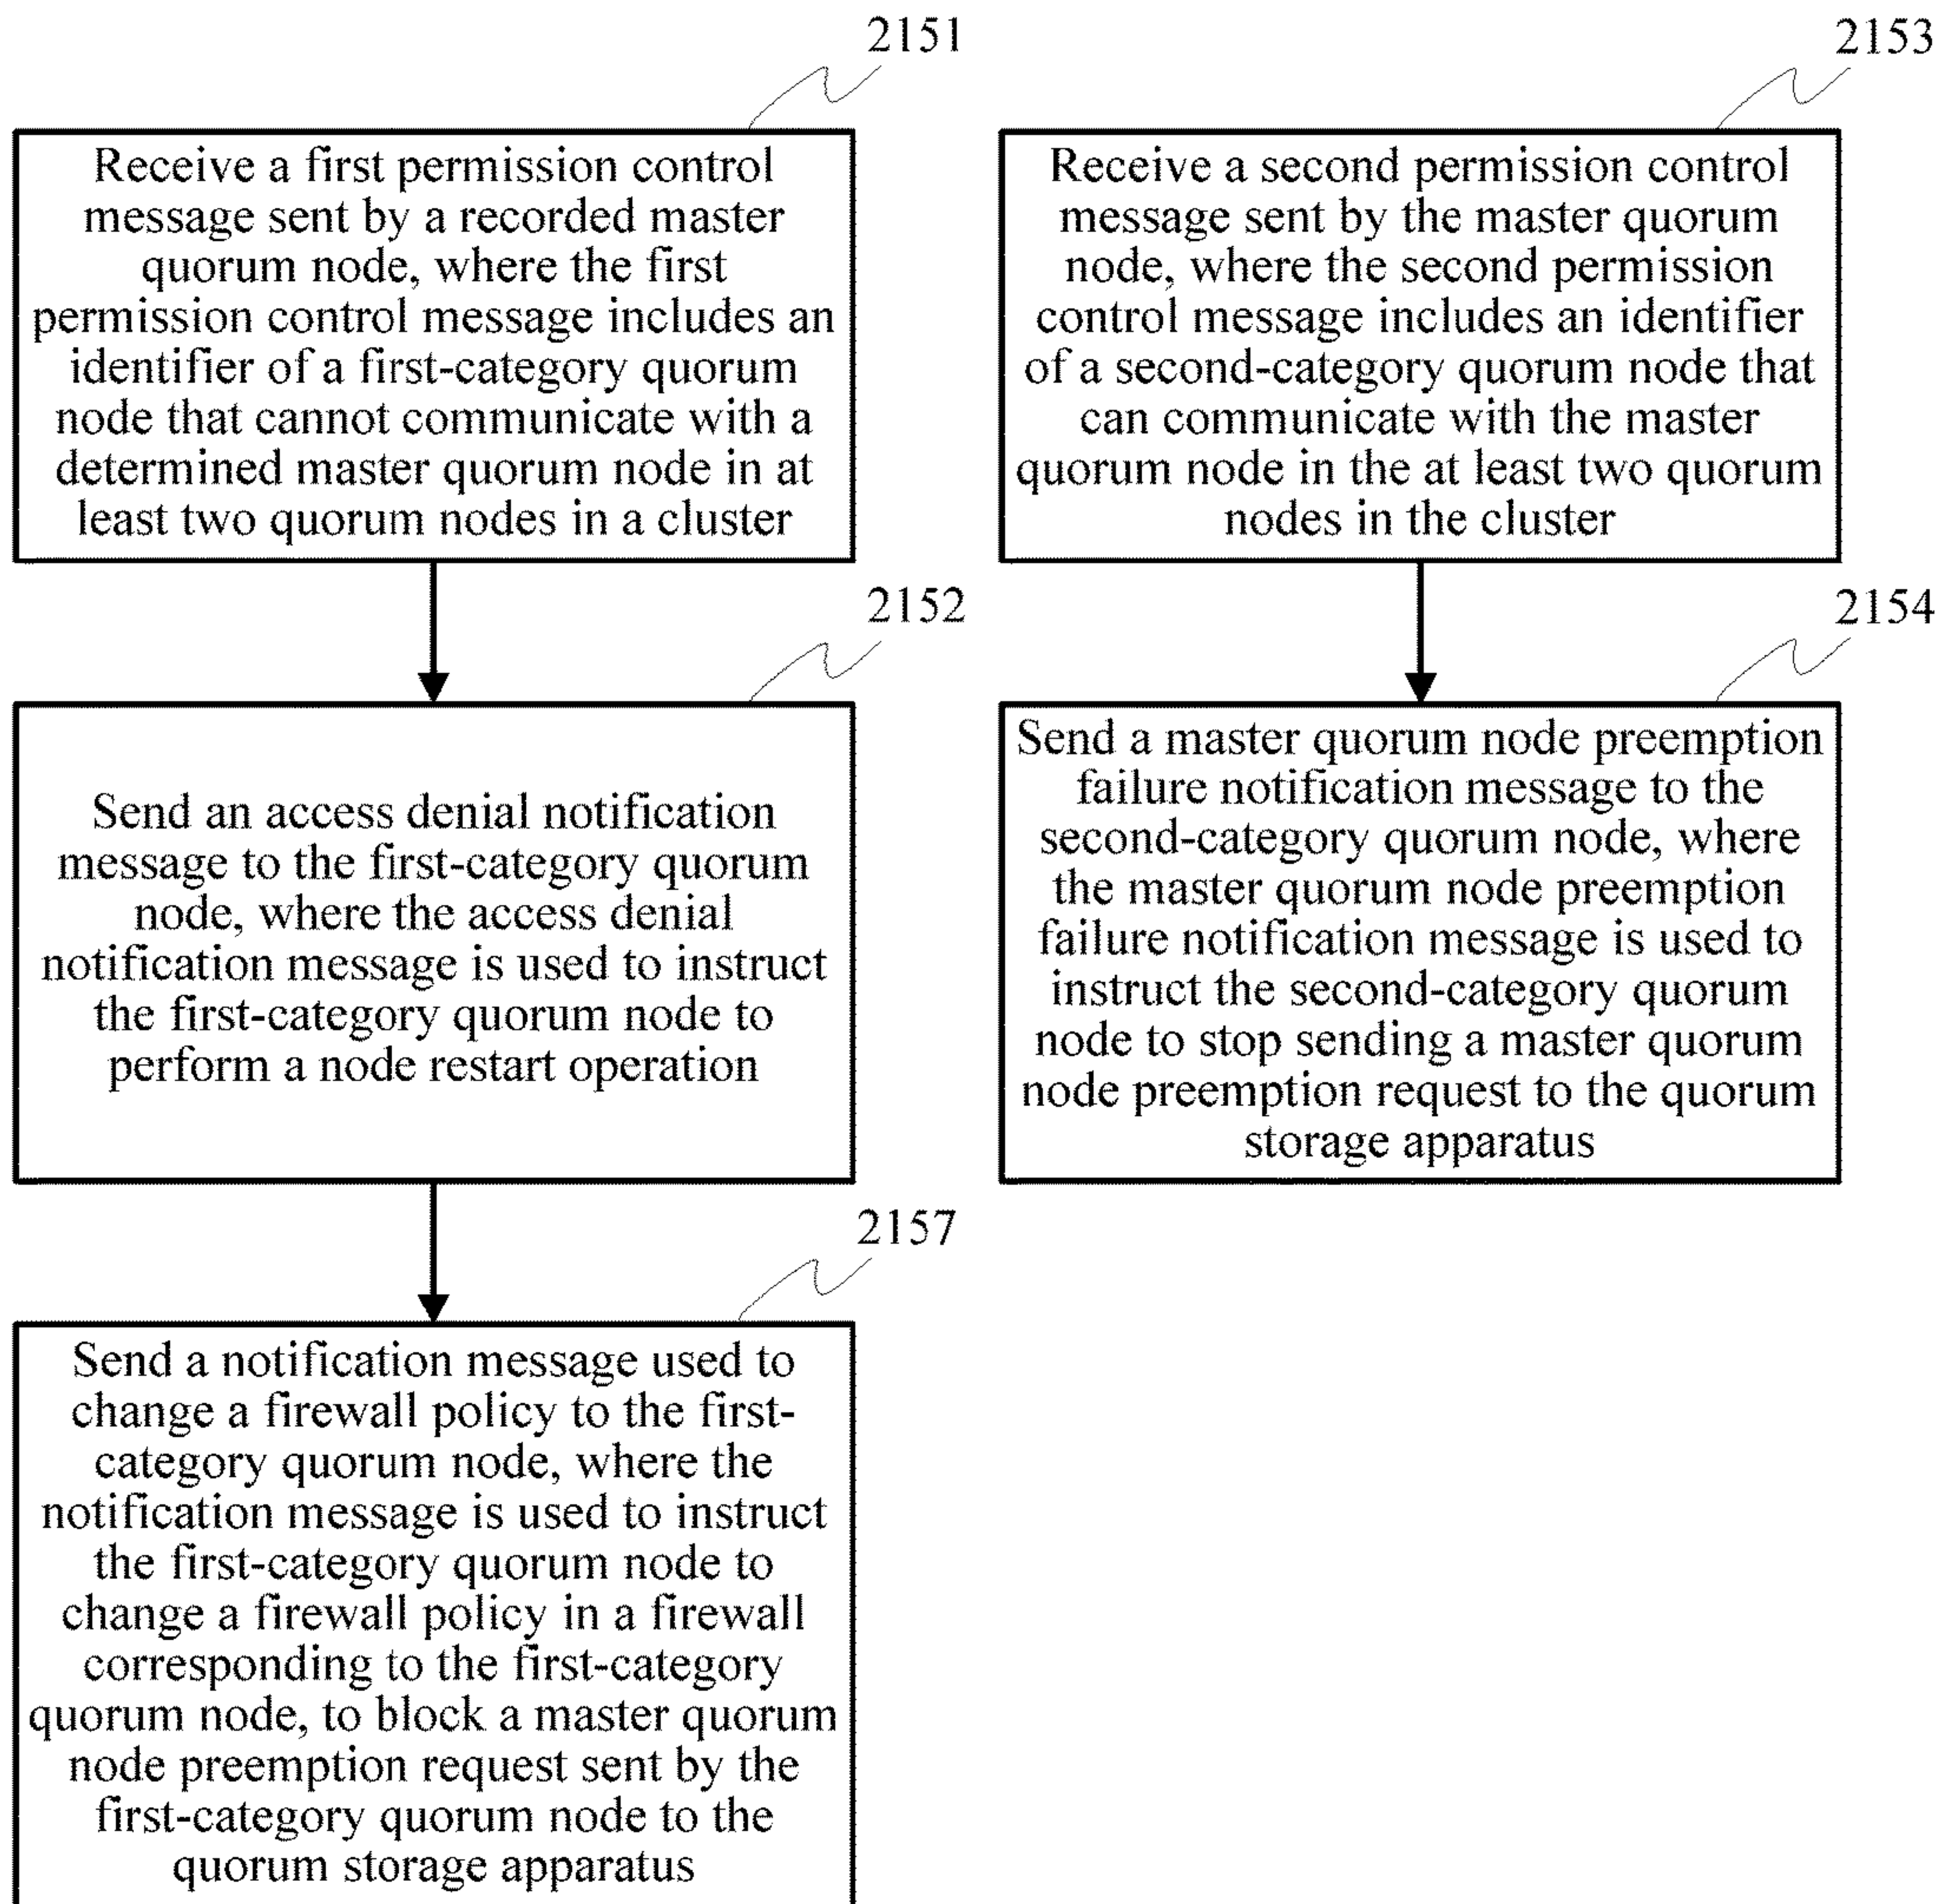 2151
Receive a first permission control
message sent by a recorded master
quorum node, where the first
permission control message includes an
identifier of a first-category quorum
node that cannot communicate with a
determined master quorum node in at
least two quorum nodes in a cluster
2152
Send an access denial notification
message to the first-category quorum
node, where the access denial
notification message is used to instruct
the first-category quorum node to
perform a node restart operation
2157
Send a notification message used to
change a firewall policy to the first-
category quorum node, where the
notification message is used to instruct
the first-category quorum node to
change a firewall policy in a firewall
corresponding to the first-category
quorum node, to block a master quorum
node preemption request sent by the
first-category quorum node to the
quorum storage apparatus
2153
Receive a second permission control
message sent by the master quorum
node, where the second permission
control message includes an identifier
of a second-category quorum node that
can communicate with the master
quorum node in the at least two quorum
nodes in the cluster
2154
Send a master quorum node preemption
failure notification message to the
second-category quorum node, where
the master quorum node preemption
failure notification message is used to
instruct the second-category quorum
node to stop sending a master quorum
node preemption request to the quorum
storage apparatus